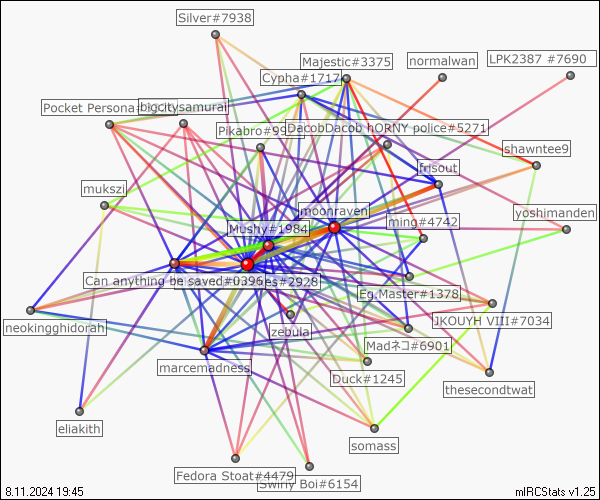 Silver#7938
Majestic#3375
normalwan
LPK2387 #7690
Cypha#1717
Pocket Persona
bigcitysamurai
Pikabro#99
DacobDacob hORNY police#5271
shawntee9
frisout
mukszi
moonraven
yoshimanden
Mushy#1984
ming#4742
Can anything be saved#0396
es#2928
Eg.Master#1378
neokingghidorah
zebula
JKOUYH VIII#7034
Madネコ#6901
marcemadness
Duck#1245
thesecondtwat
eliakith
somass
Fedora Stoat#4479
Swirly Boi#6154
8.11.2024 19:45
mIRCStats v1.25